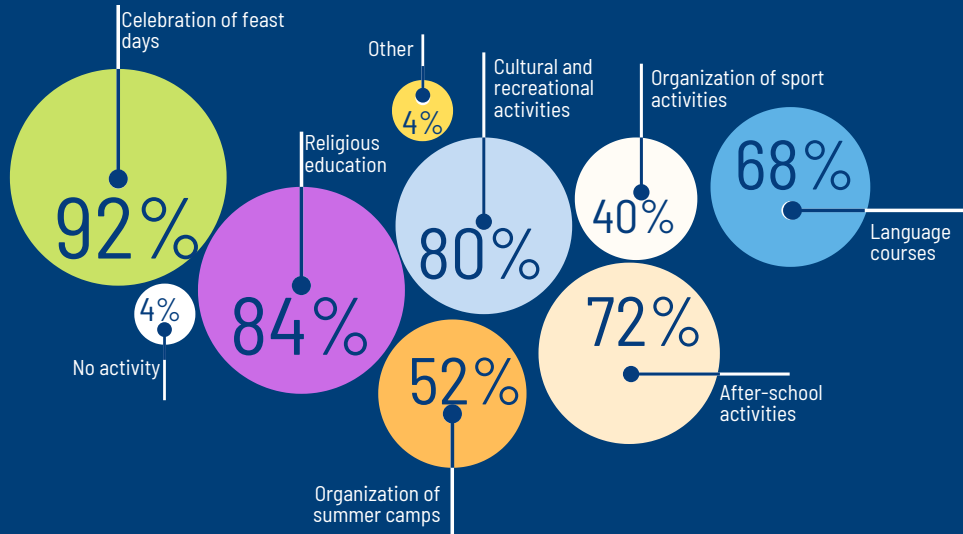 Celebration of feast
days
92%
4%
No activity
Religious
education
84%
Other
4%
Cultural and
recreational
activities
80%
52%
Organization of
summer camps
Organization of sport
activities
40%
72%
After-school
activities
68%
Language
courses